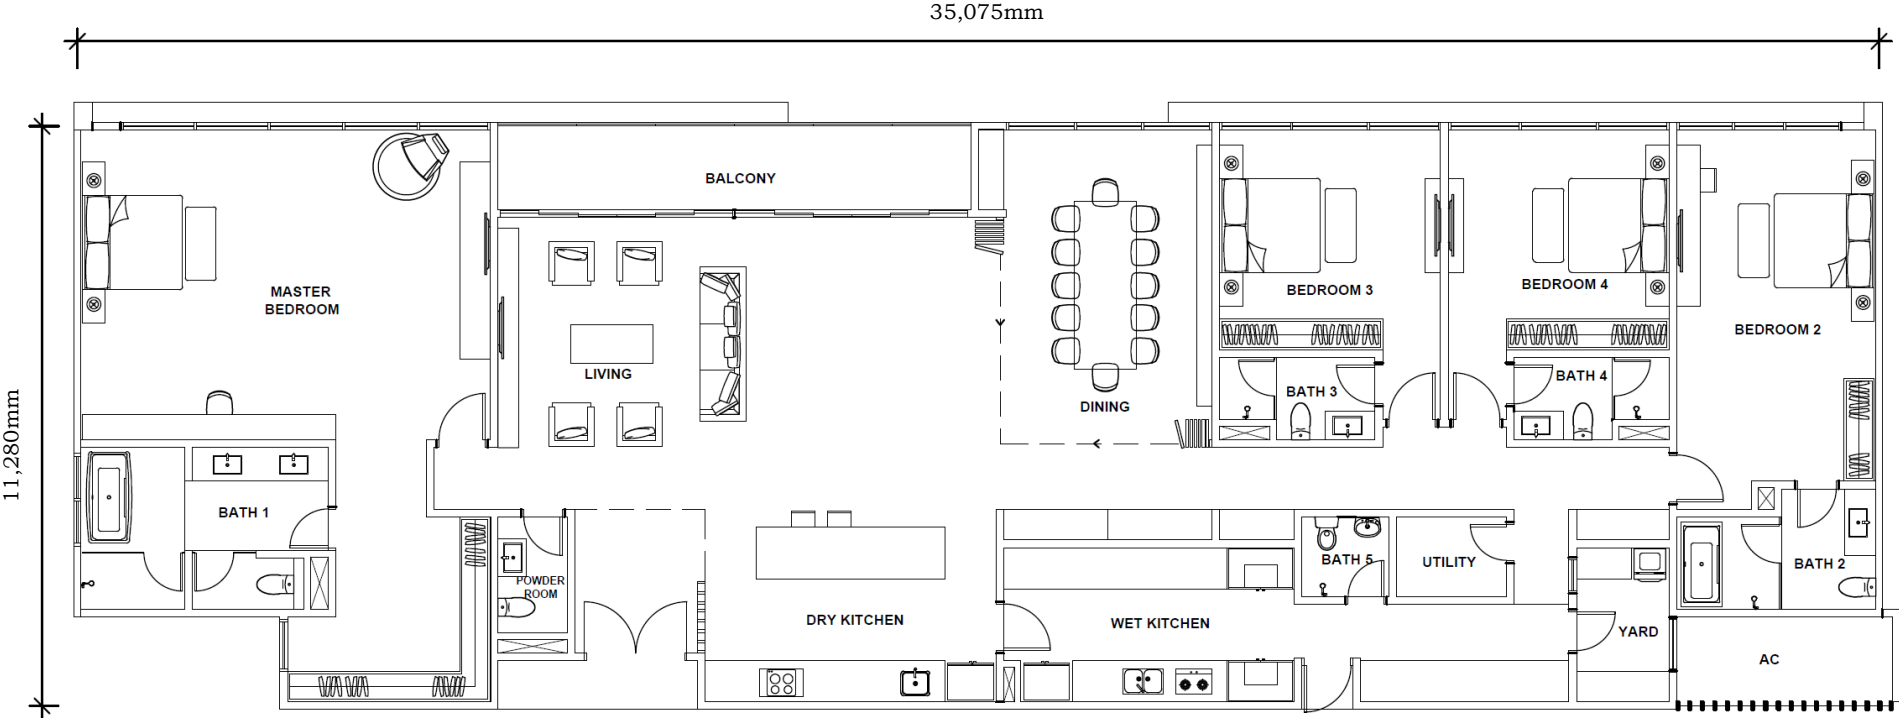 35,075mm
BALCONY
MASTER
BEDROOM
BEDROOM 3
BEDROOM 4
BEDROOM 2
LIVING
DINING
BATH 3
BATH 4
11,280mm
BATH 1
POWDER
ROOM
BATH 5
UTILITY
BATH 2
DRY KITCHEN
WET KITCHEN
YARD
AC